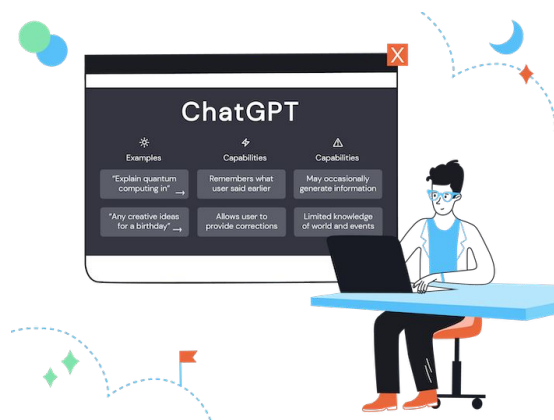 X
ChatGPT
Examples
Capabilities
Capabilities
“Explain quantum
computing in” →
Remembers what
user said earlier
May occasionally
generate information
“Any creative ideas
for a birthday” →
Allows user to
provide corrections
Limited knowledge
of world and events